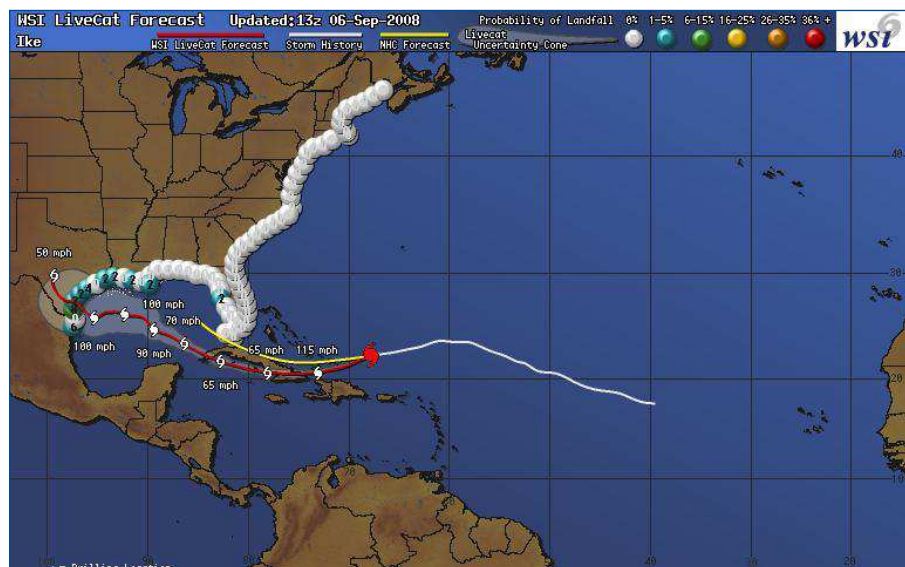 WSI LiveCat Forecast Updated:13z 06-Sep-2008
Ike
WSI LiveCat Forecast Storm History NHC Forecast
Livecat Uncertainty Cone
Probability of Landfall 0% 1-5% 6-15% 16-25% 26-35% 36% +
wsi
40
50 mph
30
100 mph
70 mph
65 mph 115 mph
100 mph 90 mph
65 mph
20
10
40
20
Drilling Location